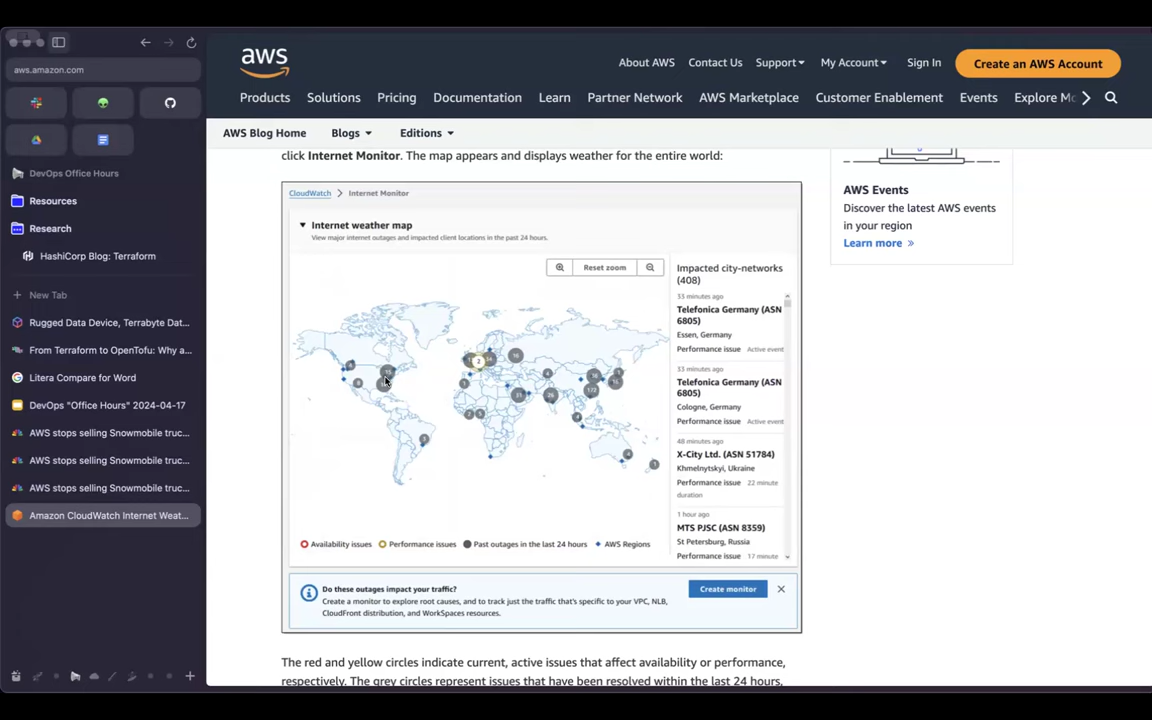 aws.amazon.com
DevOps Office Hours
Resources
Research
HashiCorp Blog: Terraform
New Tab
Rugged Data Device, Terrabyte Dat...
From Terraform to OpenTofu: Why a...
Litera Compare for Word
DevOps "Office Hours" 2024-04-17
AWS stops selling Snowmobile truc...
AWS stops selling Snowmobile truc...
AWS stops selling Snowmobile truc...
Amazon CloudWatch Internet Weat...
aws
About AWS Contact Us Support My Account Sign In Create an AWS Account
Products Solutions Pricing Documentation Learn Partner Network AWS Marketplace Customer Enablement Events Explore Mo
AWS Blog Home Blogs Editions
click Internet Monitor. The map appears and displays weather for the entire world:
CloudWatch > Internet Monitor
Internet weather map
View major internet outages and impacted client locations in the past 24 hours.
Reset zoom
Impacted city-networks
(408)
33 minutes ago
Telefonica Germany (ASN
6805)
Essen, Germany
Performance issue Active event
33 minutes ago
Telefonica Germany (ASN
6805)
Cologne, Germany
Performance issue Active event
48 minutes ago
X-City Ltd. (ASN 51784)
Khmelnytskyi, Ukraine
Performance issue 22 minute
duration
1 hour ago
MTS PJSC (ASN 8359)
St Petersburg, Russia
Performance issue 17 minute
Availability issues Performance issues Past outages in the last 24 hours AWS Regions
Do these outages impact your traffic?
Create a monitor to explore root causes, and to track just the traffic that's specific to your VPC, NLB,
CloudFront distribution, and WorkSpaces resources.
Create monitor
The red and yellow circles indicate current, active issues that affect availability or performance,
respectively. The grey circles represent issues that have been resolved within the last 24 hours,
AWS Events
Discover the latest AWS events
in your region
Learn more »